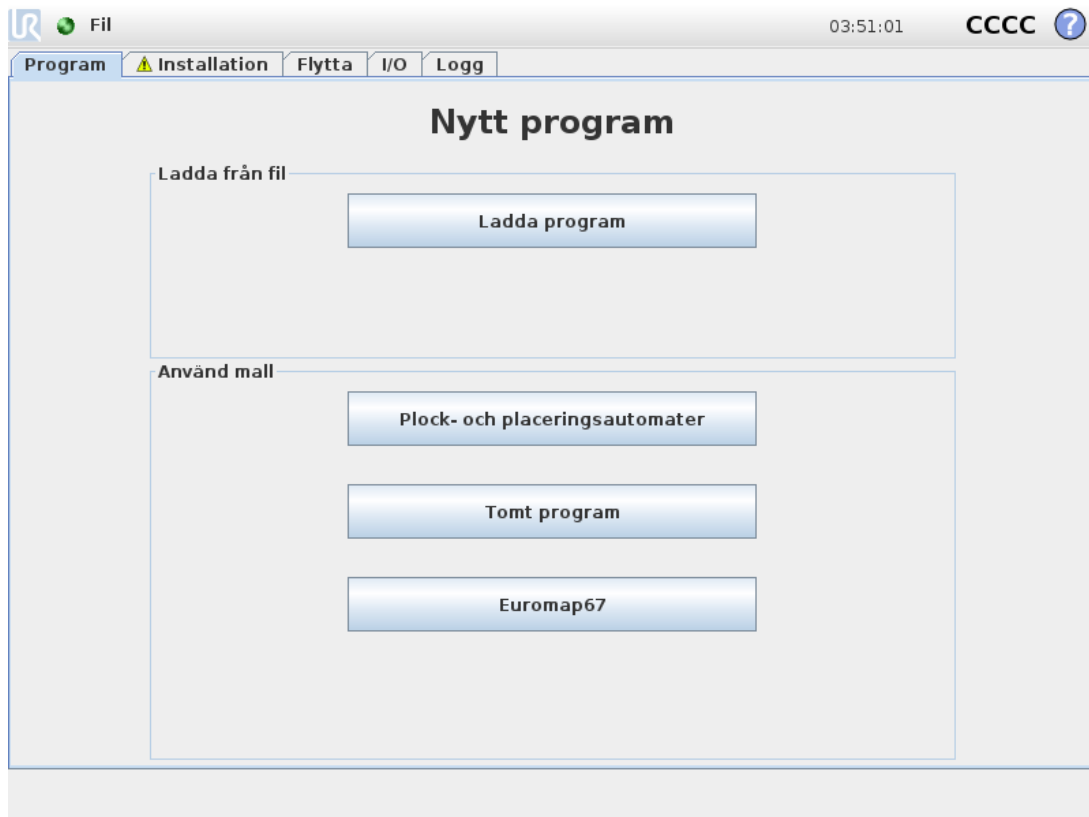 UR Fil 03:51:01 CCCC ?
Program Installation Flytta I/O Logg
Nytt program
Ladda från fil
Ladda program
Använd mall
Plock- och placeringsautomater
Tomt program
Euromap67